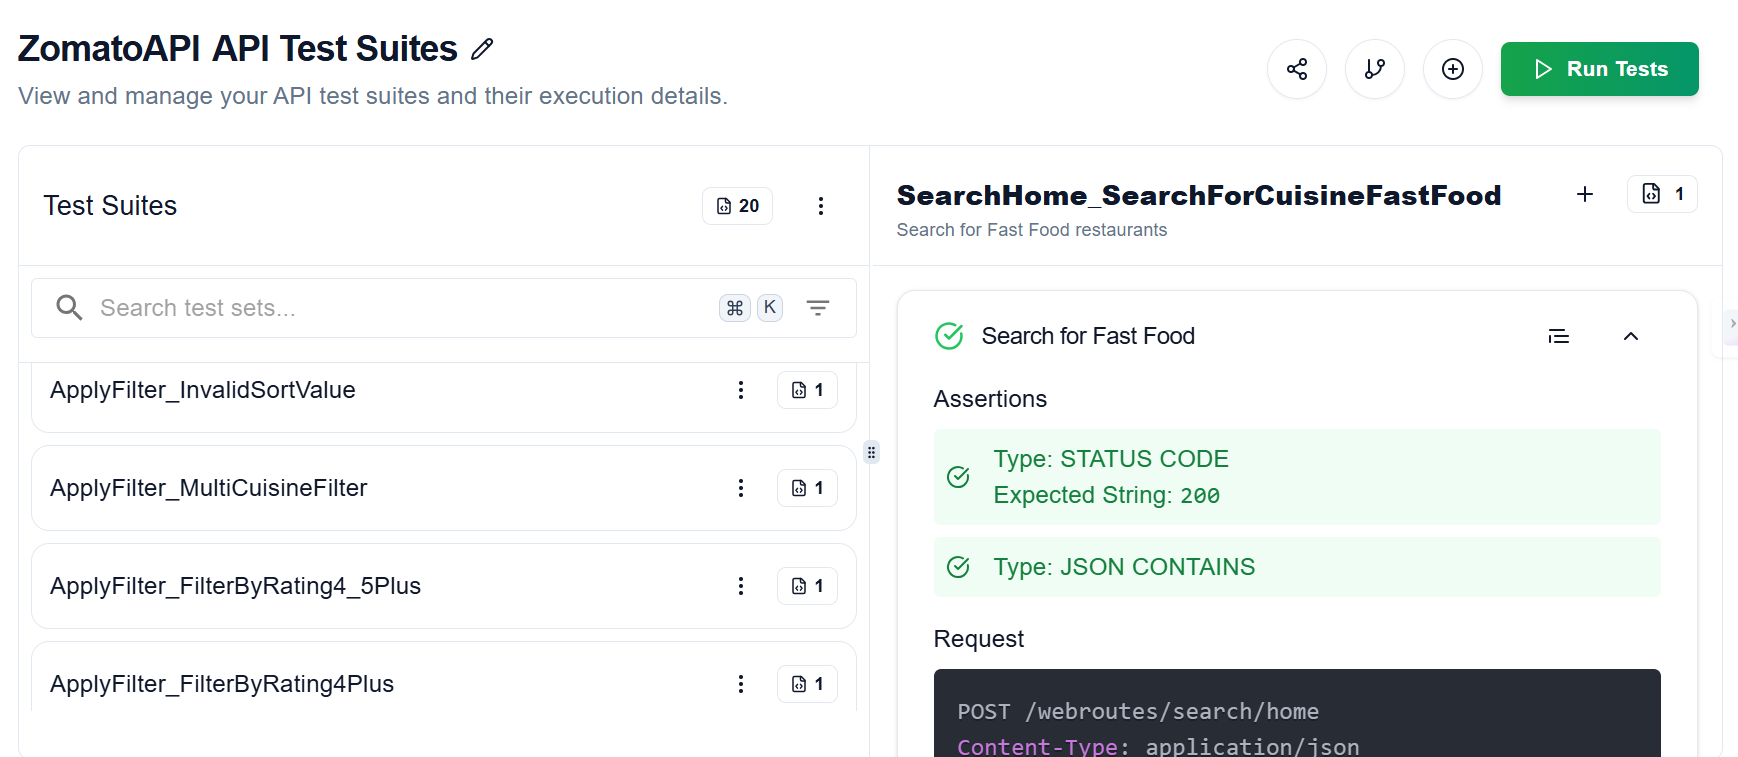 ZomatoAPI API Test Suites
View and manage your API test suites and their execution details.
Run Tests
Test Suites
20
Search test sets...
⌘ K
ApplyFilter_InvalidSortValue
1
ApplyFilter_MultiCuisineFilter
1
ApplyFilter_FilterByRating4_5Plus
1
ApplyFilter_FilterByRating4Plus
1
SearchHome_SearchForCuisineFastFood
1
Search for Fast Food restaurants
Search for Fast Food
Assertions
Type: STATUS CODE
Expected String: 200
Type: JSON CONTAINS
Request
POST /webroutes/search/home
Content-Type: application/json